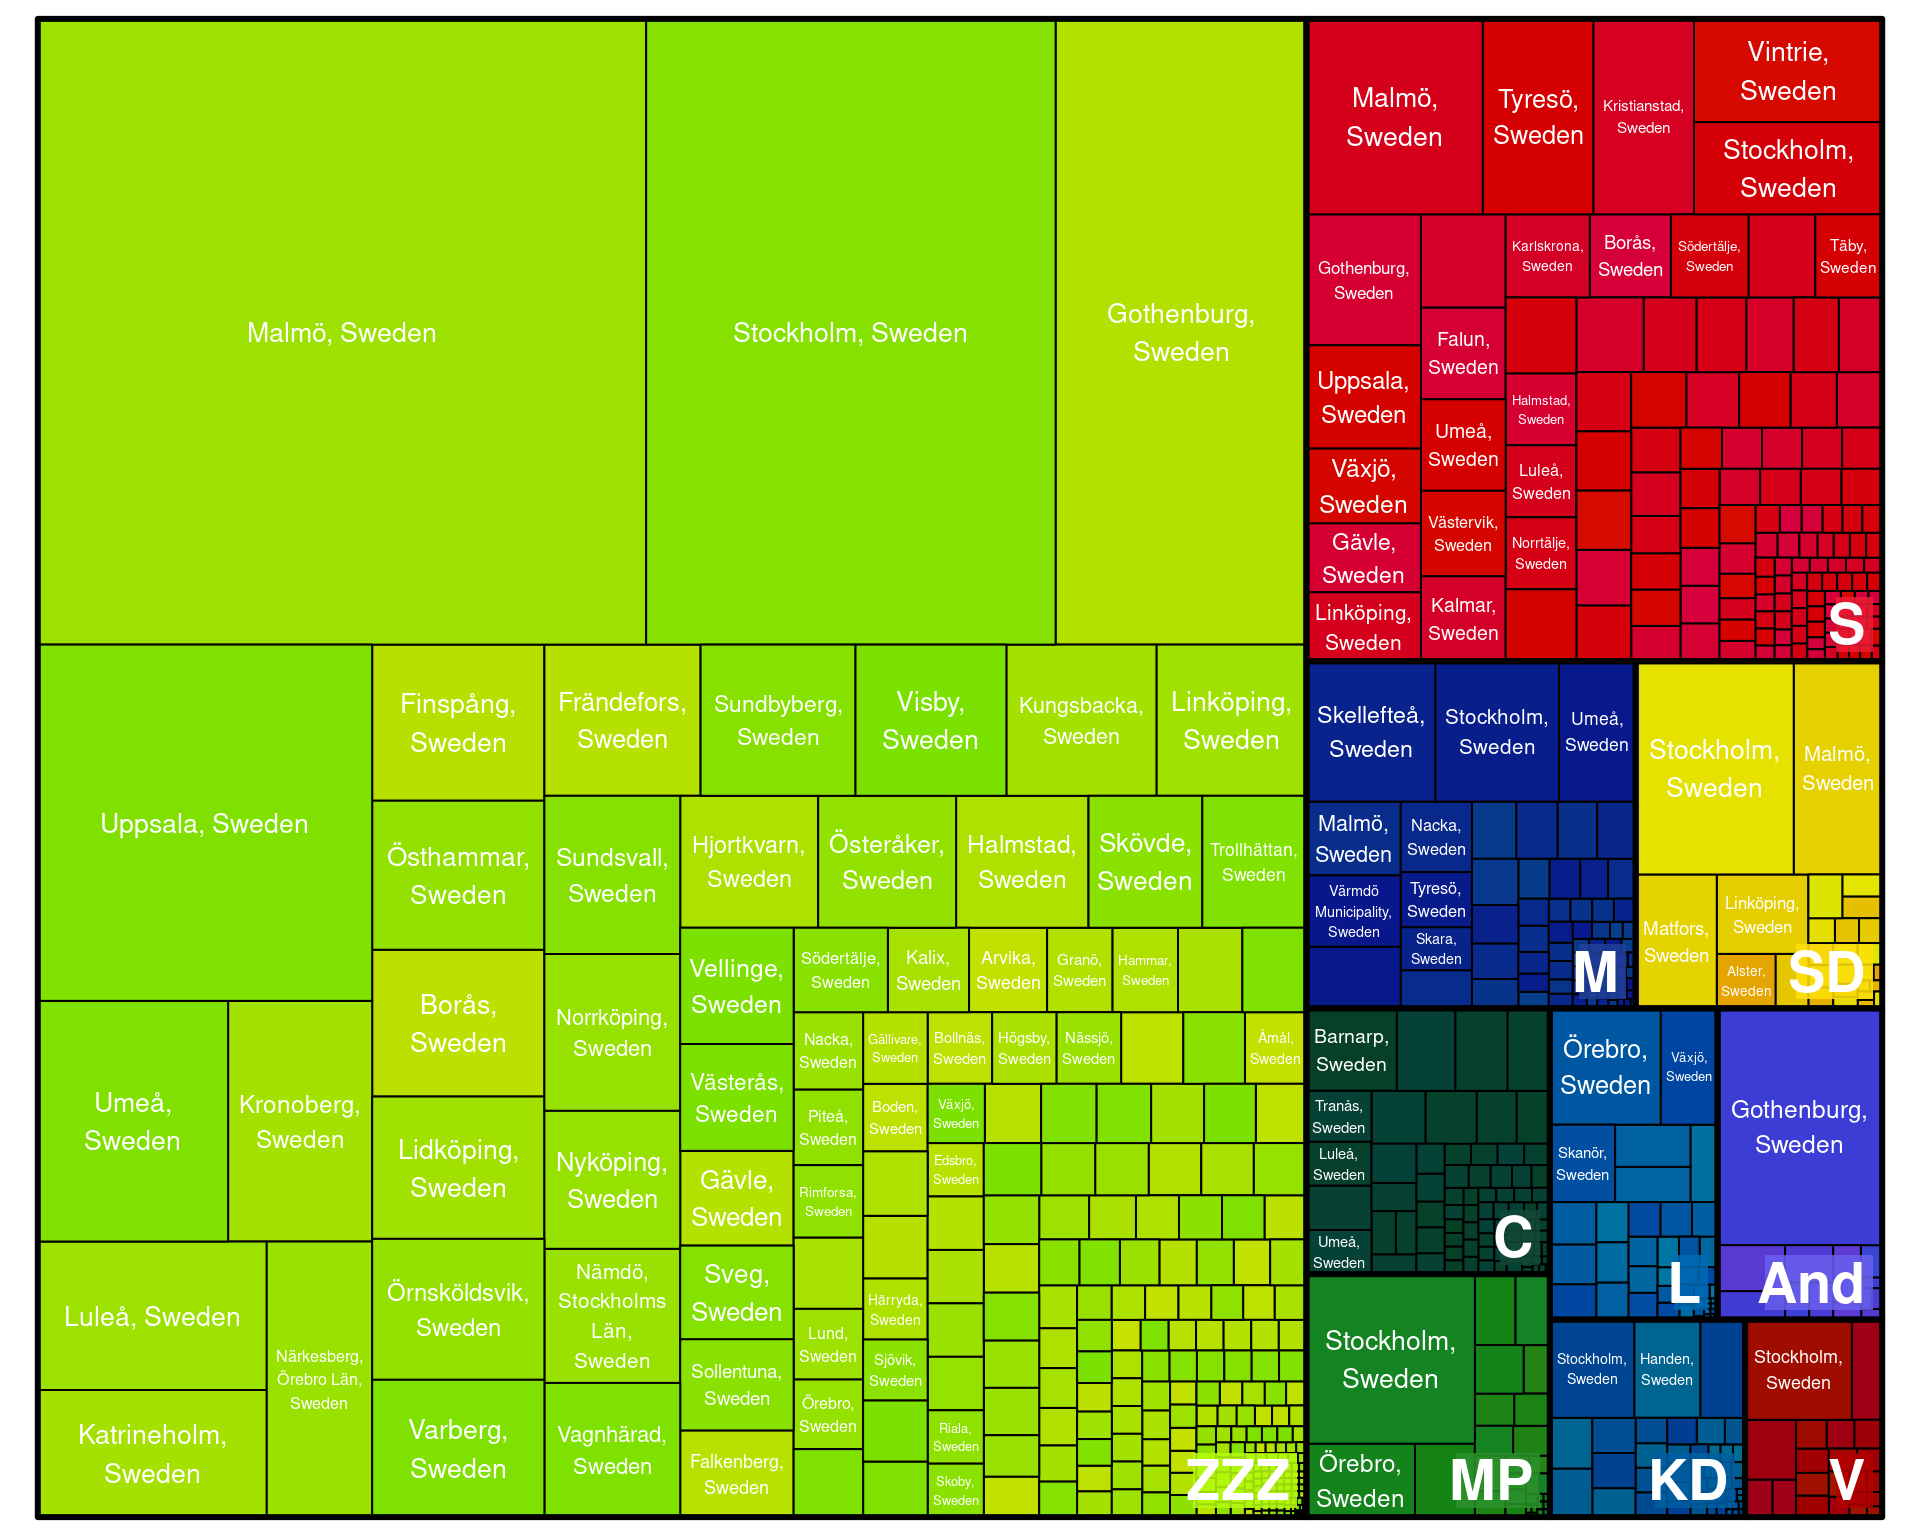 Malmö, Sweden
Stockholm, Sweden
Gothenburg,
Sweden
Uppsala, Sweden
Umeå,
Sweden
Kronoberg,
Sweden
Luleå, Sweden
Katrineholm,
Sweden
Närkesberg,
Örebro Län,
Sweden
Finspång,
Sweden
Östhammar,
Sweden
Borås,
Sweden
Lidköping,
Sweden
Örnsköldsvik,
Sweden
Varberg,
Sweden
Frändefors,
Sweden
Sundbyberg,
Sweden
Visby,
Sweden
Kungsbacka,
Sweden
Linköping,
Sweden
Sundsvall,
Sweden
Norrköping,
Sweden
Nyköping,
Sweden
Nämdö,
Stockholms
Län,
Sweden
Vagnhärad,
Sweden
Hjortkvarn,
Sweden
Österåker,
Sweden
Halmstad,
Sweden
Skövde,
Sweden
Trollhättan,
Sweden
Vellinge,
Sweden
Västerås,
Sweden
Gävle,
Sweden
Sveg,
Sweden
Sollentuna,
Sweden
Falkenberg,
Sweden
Södertälje,
Sweden
Kalix,
Sweden
Arvika,
Sweden
Granö,
Sweden
Hammar,
Sweden
Nacka,
Sweden
Piteå,
Sweden
Rimforsa,
Sweden
Lund,
Sweden
Örebro,
Sweden
Gällivare,
Sweden
Boden,
Sweden
Härryda,
Sweden
Sjövik,
Sweden
Bollnäs,
Sweden
Högsby,
Sweden
Nässjö,
Sweden
Åmål,
Sweden
Växjö,
Sweden
Edsbro,
Sweden
Riala,
Sweden
Skoby,
Sweden
ZZZ
Malmö,
Sweden
Tyresö,
Sweden
Kristianstad,
Sweden
Vintrie,
Sweden
Stockholm,
Sweden
Gothenburg,
Sweden
Uppsala,
Sweden
Växjö,
Sweden
Gävle,
Sweden
Linköping,
Sweden
Falun,
Sweden
Umeå,
Sweden
Västervik,
Sweden
Kalmar,
Sweden
Karlskrona,
Sweden
Borås,
Sweden
Södertälje,
Sweden
Täby,
Sweden
Halmstad,
Sweden
Luleå,
Sweden
Norrtälje,
Sweden
S
Skellefteå,
Sweden
Stockholm,
Sweden
Umeå,
Sweden
Malmö,
Sweden
Värmdö
Municipality,
Sweden
Nacka,
Sweden
Tyresö,
Sweden
Skara,
Sweden
M
Stockholm,
Sweden
Malmö,
Sweden
Matfors,
Sweden
Linköping,
Sweden
Alster,
Sweden
SD
Barnarp,
Sweden
Tranås,
Sweden
Luleå,
Sweden
Umeå,
Sweden
C
Örebro,
Sweden
Växjö,
Sweden
Skanör,
Sweden
L
Gothenburg,
Sweden
And
Stockholm,
Sweden
Örebro,
Sweden
MP
Stockholm,
Sweden
Handen,
Sweden
KD
Stockholm,
Sweden
V